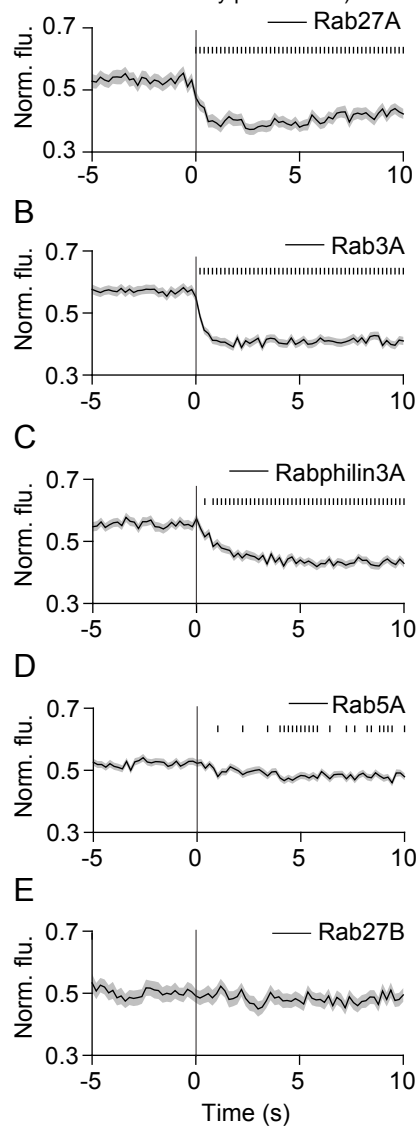 Rab27A
0.7
0.5
0.3
Norm. flu.
-5 0 5 10
B
Rab3A
0.7
0.5
0.3
Norm. flu.
-5 0 5 10
C
Rabphilin3A
0.7
0.5
0.3
Norm. flu.
-5 0 5 10
D
Rab5A
0.7
0.5
0.3
Norm. flu.
-5 0 5 10
E
Rab27B
0.7
0.5
0.3
Norm. flu.
-5 0 5 10
Time (s)